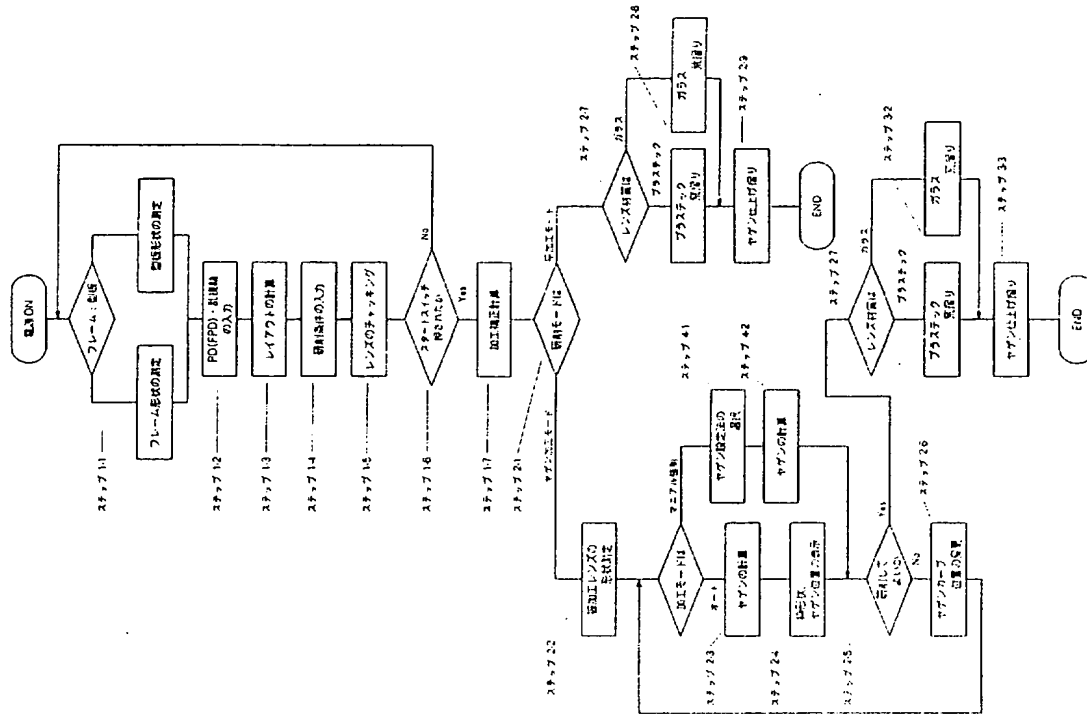 電源ON
フレーム:型板
ステップ 1-1
フレーム形状の測定
型板形状の測定
ステップ 1-2
の入力
ステップ 1-3
レイアウトの計算
ステップ 1-4
研削条件の入力
ステップ 1-5
レンズのチャッキング
ステップ 1-6
スタートスイッチ
押されたか
No
Yes
ステップ 1-7
加工補正計算
ステップ 2-1
研削モードは
ヤゲン加工モード
平加工モード
ステップ 2-2
被加工レンズの
形状測定
加工モードは
オート
マニアル強制
ステップ 2-3
ヤゲンの計算
ステップ 2-4
ヤゲン位置の表示
ステップ 4-1
ヤゲン設定法の
選択
ステップ 4-2
ヤゲンの計算
ステップ 2-5
Yes
No
ステップ 2-6
ヤゲンカーブ
位置の変更
ステップ 2-7
レンズ材質は
プラスチック
ガラス
ステップ 2-8
プラスチック
荒摺り
ガラス
荒摺り
ステップ 2-9
ヤゲン仕上げ摺り
END
ステップ 2-7
レンズ材質は
プラスチック
ガラス
ステップ 3-2
プラスチック
荒摺り
ガラス
荒摺り
ステップ 3-3
ヤゲン仕上げ摺り
END